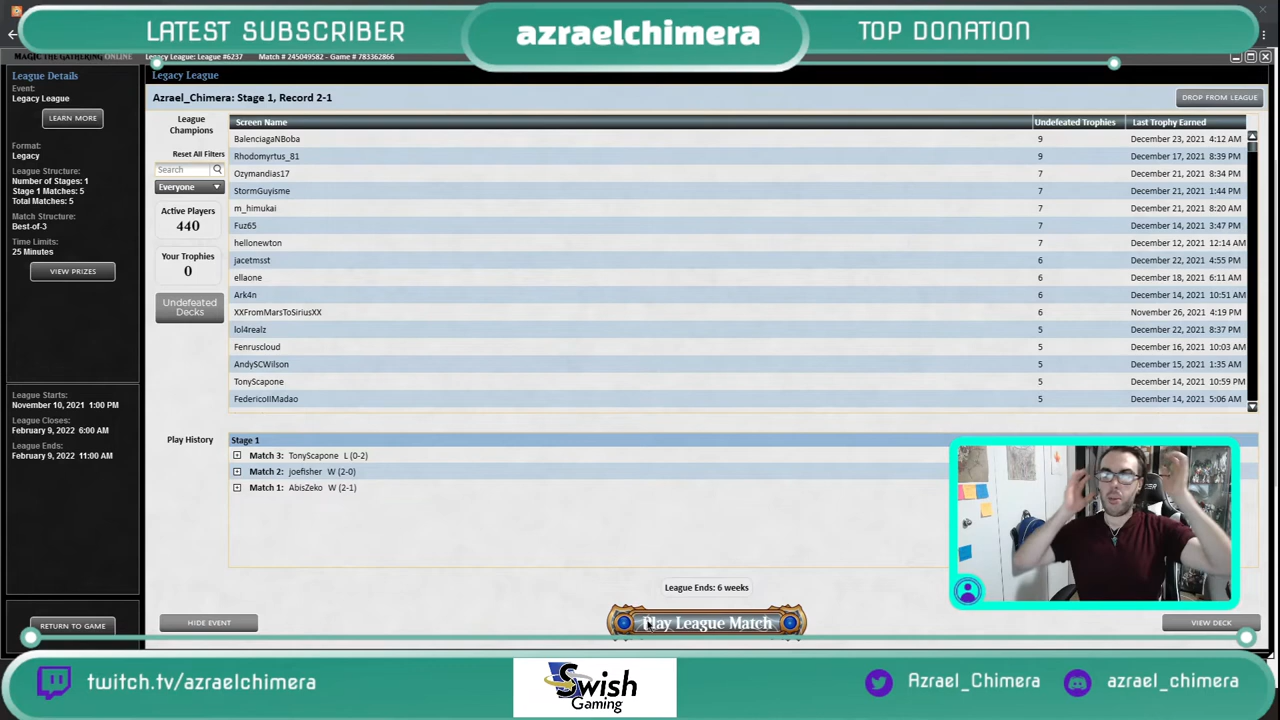 LATEST SUBSCRIBER
azraelchimera
TOP DONATION
MAGIC THE GATHERING ONLINE
Legacy League: League #6237 Match # 245049582 - Game # 783362866
League Details
Event:
Legacy League
LEARN MORE
Format:
Legacy
League Structure:
Number of Stages: 1
Stage 1 Matches: 5
Total Matches: 5
Match Structure:
Best-of-3
Time Limits:
25 Minutes
VIEW PRIZES
League Starts:
November 10, 2021 1:00 PM
League Closes:
February 9, 2022 6:00 AM
League Ends:
February 9, 2022 11:00 AM
RETURN TO GAME
Legacy League
Azrael_Chimera: Stage 1, Record 2-1
DROP FROM LEAGUE
League Champions
Reset All Filters
Search
Everyone
Active Players
440
Your Trophies
0
Undefeated Decks
Screen Name Undefeated Trophies Last Trophy Earned
BalenciagaNBoba 9 December 23, 2021 4:12 AM
Rhodomyrtus_81 9 December 17, 2021 8:39 PM
Ozymandias17 7 December 21, 2021 8:34 PM
StormGuyisme 7 December 21, 2021 1:44 PM
m_himukai 7 December 21, 2021 8:20 AM
Fuz65 7 December 14, 2021 3:47 PM
hellonewton 7 December 12, 2021 12:14 AM
jacetmsst 6 December 22, 2021 4:55 PM
ellaone 6 December 18, 2021 6:11 AM
Ark4n 6 December 14, 2021 10:51 AM
XXFromMarsToSiriusXX 6 November 26, 2021 4:19 PM
lol4realz 5 December 22, 2021 8:37 PM
Fenruscloud 5 December 16, 2021 10:03 AM
AndySCWilson 5 December 15, 2021 1:35 AM
TonyScapone 5 December 14, 2021 10:59 PM
FedericoIIMadao 5 December 14, 2021 5:06 AM
Play History
Stage 1
Match 3: TonyScapone L (0-2)
Match 2: joefisher W (2-0)
Match 1: AbisZeko W (2-1)
League Ends: 6 weeks
HIDE EVENT
Play League Match
VIEW DECK
twitch.tv/azraelchimera
Swish
Gaming
Azrael_Chimera
azrael_chimera